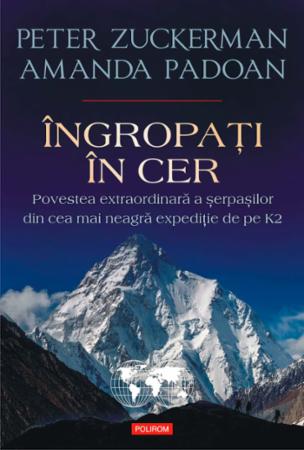 PETER ZUCKERMAN
AMANDA PADOAN
ÎNGROPAȚI
ÎN CER
Povestea extraordinară a șerpașilor
din cea mai neagră expediție de pe K2
POLIROM